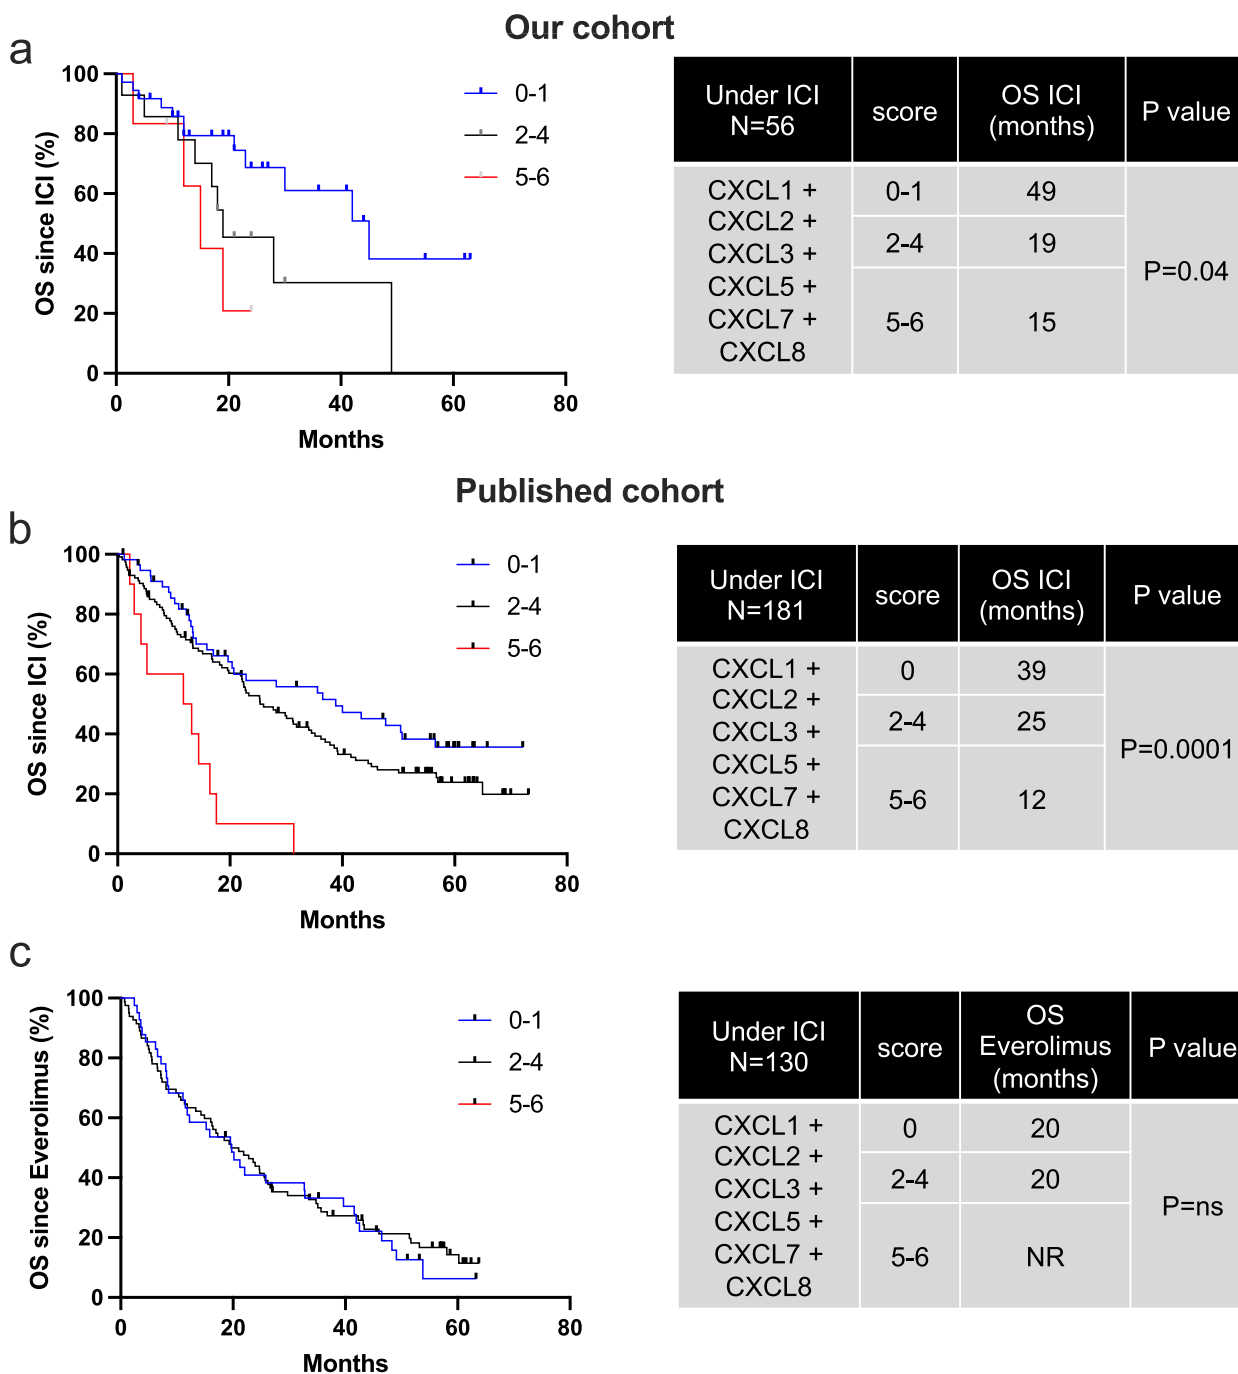 Our cohort
a
OS since ICI (%)
100
80
60
40
20
0
0
20
40
60
80
Months
0-1
2-4
5-6
Under ICI
N=56
score
OS ICI
(months)
P value
CXCL1 +
CXCL2 +
CXCL3 +
CXCL5 +
CXCL7 +
CXCL8
0-1
49
2-4
19
5-6
15
P=0.04
Published cohort
b
OS since ICI (%)
100
80
60
40
20
0
0
20
40
60
80
Months
0-1
2-4
5-6
Under ICI
N=181
score
OS ICI
(months)
P value
CXCL1 +
CXCL2 +
CXCL3 +
CXCL5 +
CXCL7 +
CXCL8
0
39
2-4
25
5-6
12
P=0.0001
c
OS since Everolimus (%)
100
80
60
40
20
0
0
20
40
60
80
Months
0-1
2-4
5-6
Under ICI
N=130
score
OS
Everolimus
(months)
P value
CXCL1 +
CXCL2 +
CXCL3 +
CXCL5 +
CXCL7 +
CXCL8
0
20
2-4
20
5-6
NR
P=ns